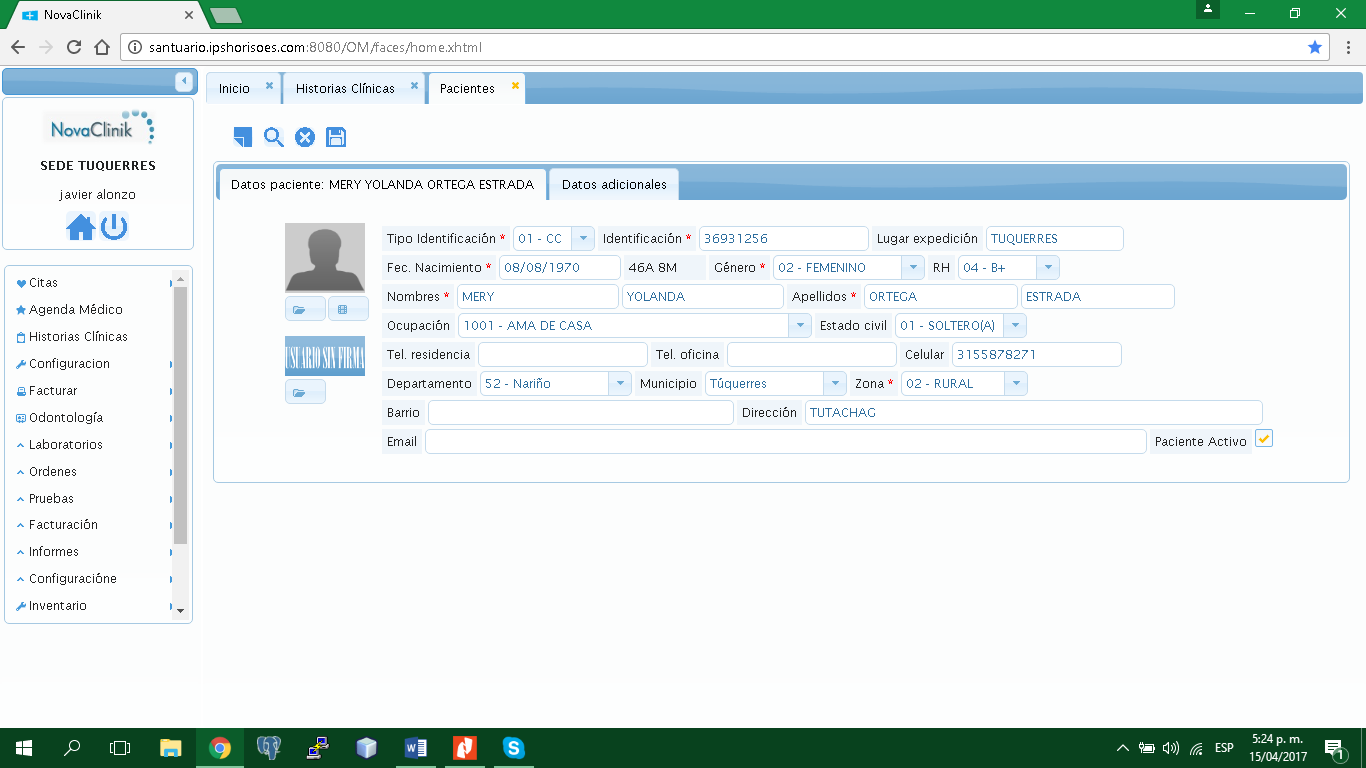 NovaClinik
santuario.ipshorisoes.com:8080/OM/faces/home.xhtml
NovaClinik
SEDE TUQUERRES
javier alonzo
Citas
Agenda Médico
Historias Clínicas
Configuracion
Facturar
Odontología
Laboratorios
Ordenes
Pruebas
Facturación
Informes
Configuracióne
Inventario
Inicio Historias Clínicas Pacientes
Datos paciente: MERY YOLANDA ORTEGA ESTRADA Datos adicionales
USUARIO SIN FIRMA
Tipo Identificación * 01 - CC Identificación * 36931256 Lugar expedición TUQUERRES
Fec. Nacimiento * 08/08/1970 46A 8M Género * 02 - FEMENINO RH 04 - B+
Nombres * MERY YOLANDA Apellidos * ORTEGA ESTRADA
Ocupación 1001 - AMA DE CASA Estado civil 01 - SOLTERO(A)
Tel. residencia Tel. oficina Celular 3155878271
Departamento 52 - Nariño Municipio Túquerres Zona * 02 - RURAL
Barrio Dirección TUTACHAG
Email Paciente Activo
ESP 5:24 p. m.
15/04/2017 1